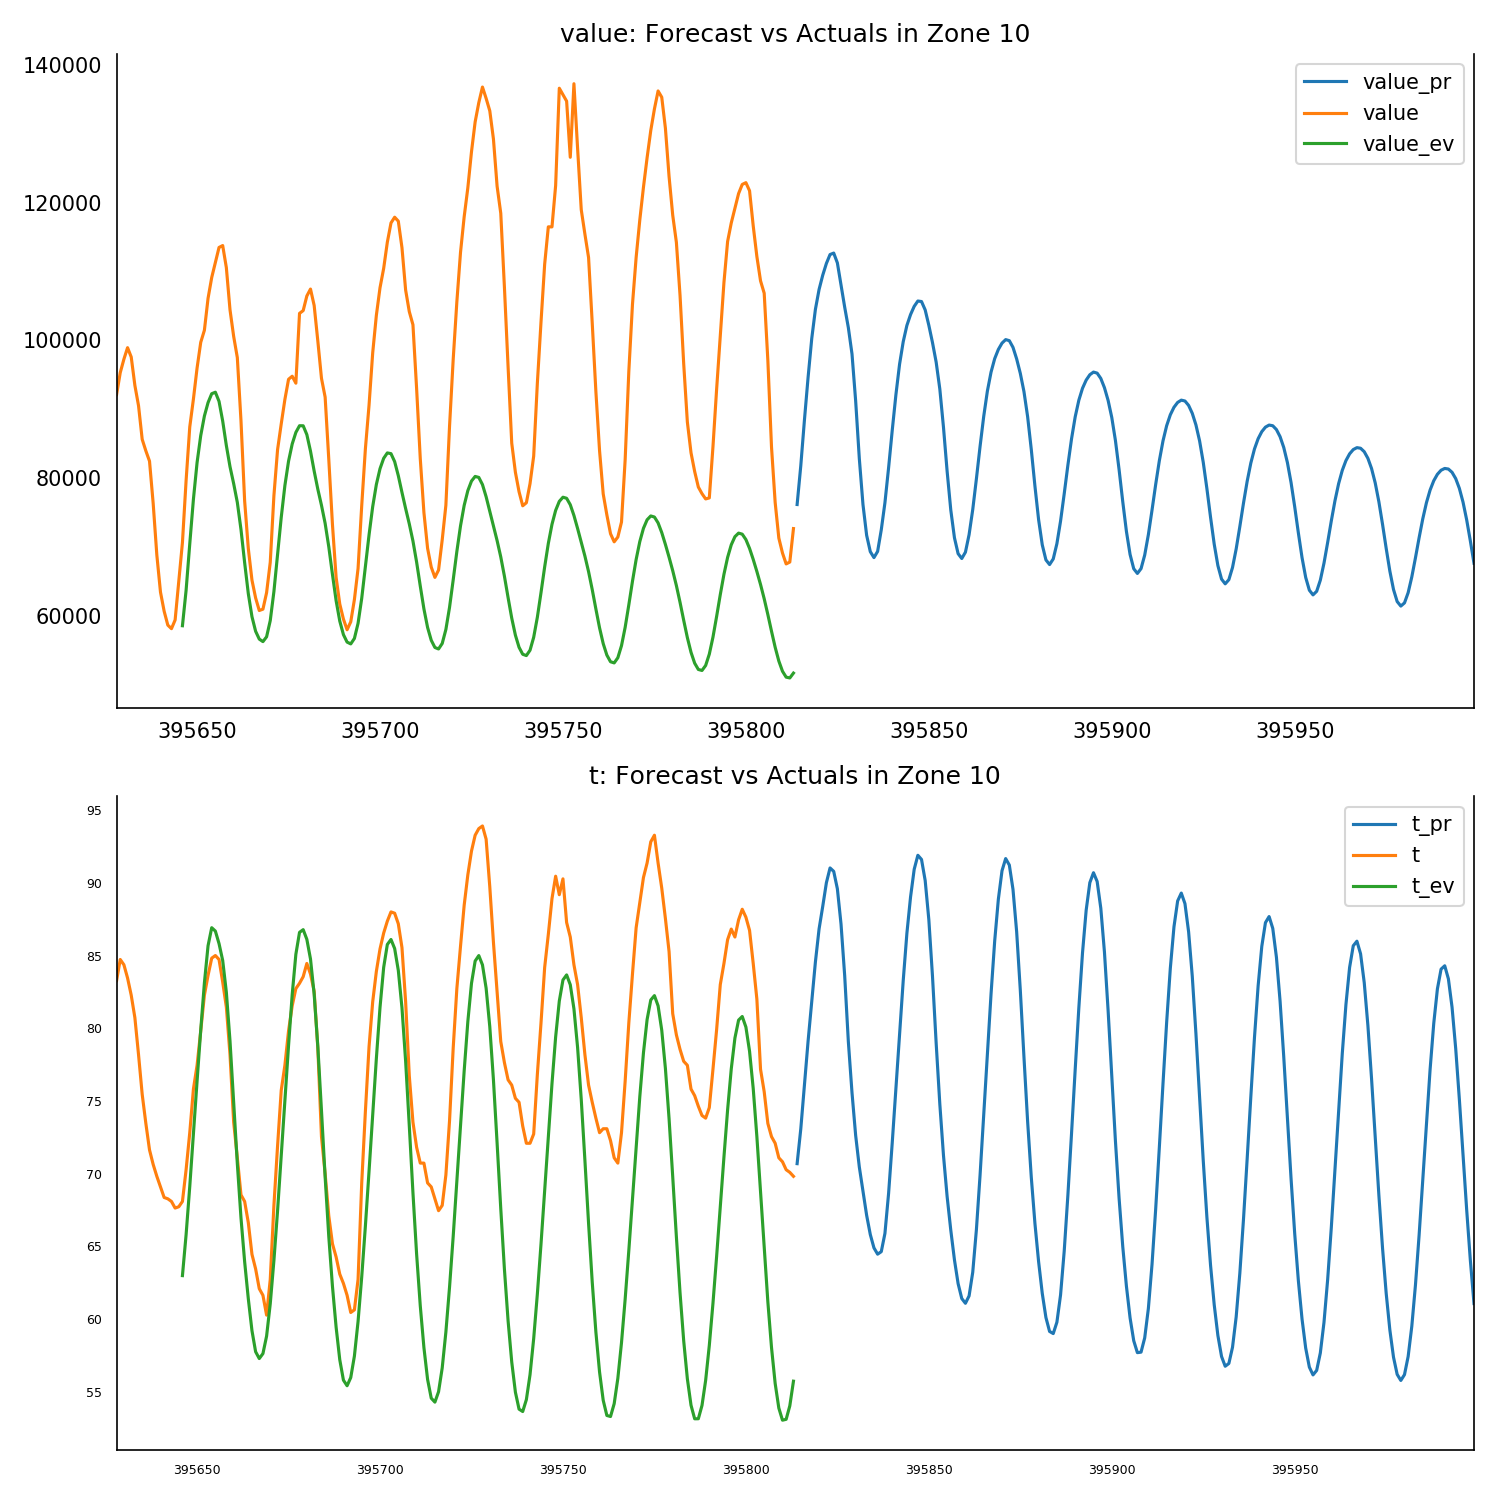 value: Forecast vs Actuals in Zone 10
140000
120000
100000
80000
60000
value_pr
value
value_ev
395650 395700 395750 395800 395850 395900 395950
t: Forecast vs Actuals in Zone 10
95
90
85
80
75
70
65
60
55
t_pr
t
t_ev
395650 395700 395750 395800 395850 395900 395950